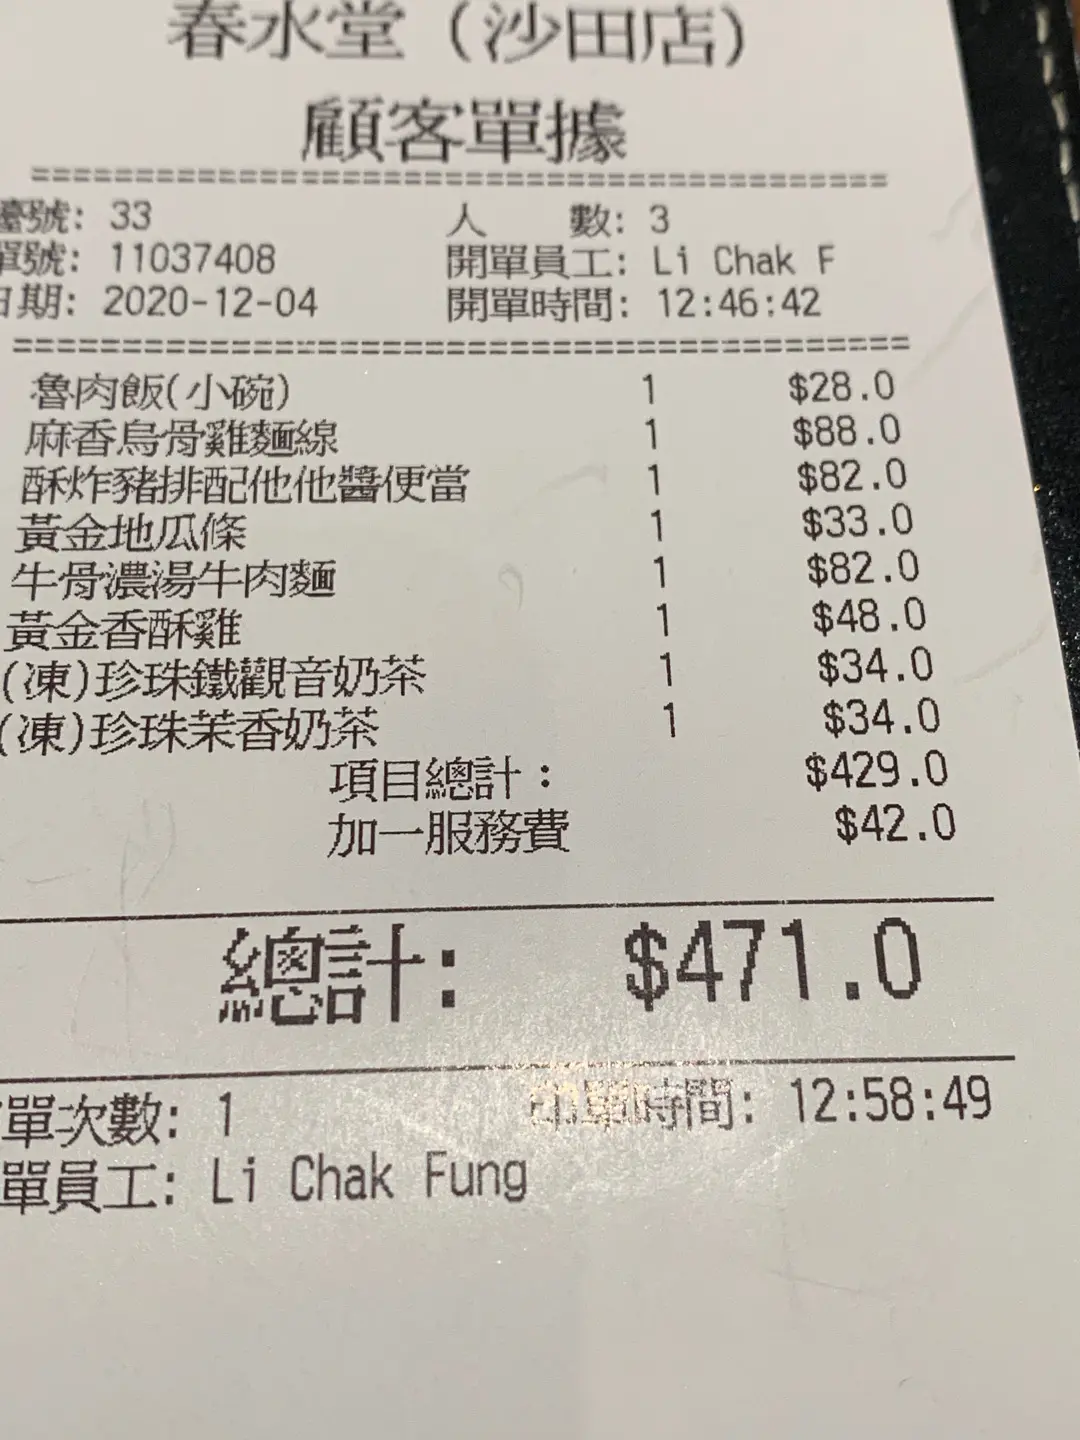 春水堂（沙田店）
顧客單據
========================================
臺號: 33 人 數: 3
單號: 11037408 開單員工: Li Chak F
日期: 2020-12-04 開單時間: 12:46:42
========================================
魯肉飯(小碗) 1 $28.0
麻香烏骨雞麵線 1 $88.0
酥炸豬排配他他醬便當 1 $82.0
黃金地瓜條 1 $33.0
牛骨濃湯牛肉麵 1 $82.0
黃金香酥雞 1 $48.0
(凍)珍珠鐵觀音奶茶 1 $34.0
(凍)珍珠茉香奶茶 1 $34.0
項目總計： $429.0
加一服務費 $42.0
總計: $471.0
單次數: 1 印單時間: 12:58:49
單員工: Li Chak Fung